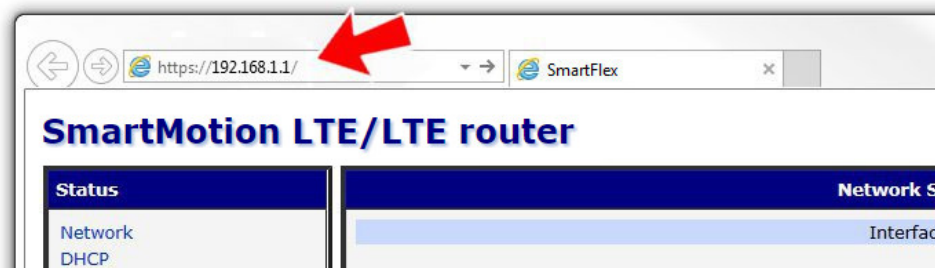 https://192.168.1.1/
SmartFlex
SmartMotion LTE/LTE router
Status
Network
DHCP
Network S
Interfac